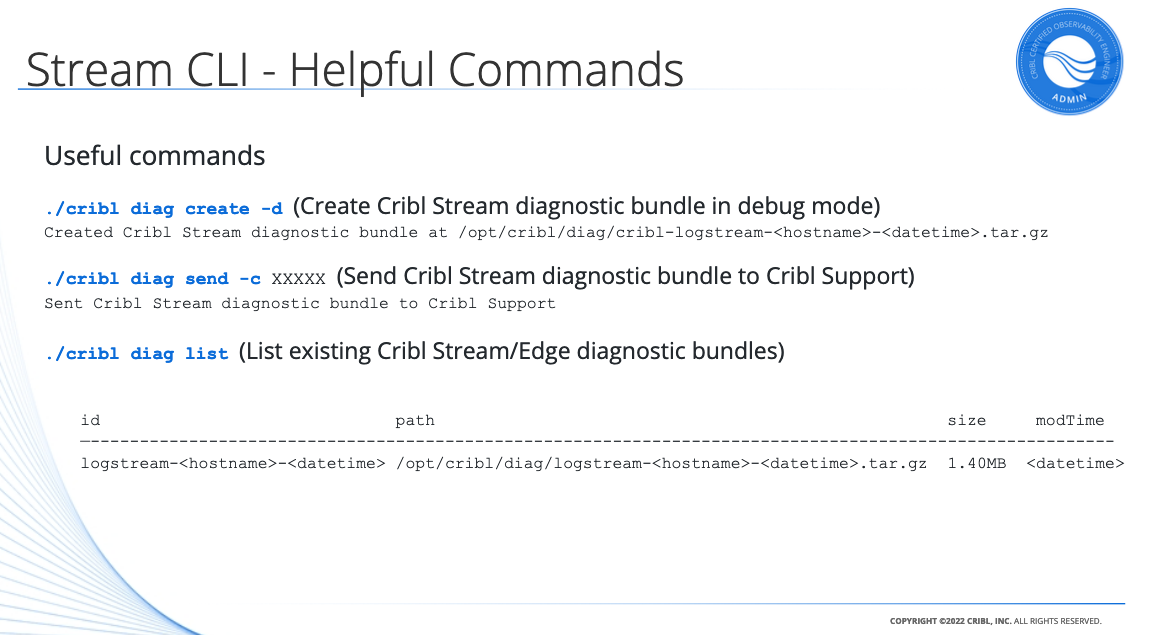 Stream CLI - Helpful Commands
CRIBL CERTIFIED OBSERVABILITY ENGINEER
ADMIN
Useful commands
./cribl diag create -d (Create Cribl Stream diagnostic bundle in debug mode)
Created Cribl Stream diagnostic bundle at /opt/cribl/diag/cribl-logstream-<hostname>-<datetime>.tar.gz
./cribl diag send -c XXXXX (Send Cribl Stream diagnostic bundle to Cribl Support)
Sent Cribl Stream diagnostic bundle to Cribl Support
./cribl diag list (List existing Cribl Stream/Edge diagnostic bundles)
id path size modTime
—---------------------------------------------------------------------------------------------------------
logstream-<hostname>-<datetime> /opt/cribl/diag/logstream-<hostname>-<datetime>.tar.gz 1.40MB <datetime>
COPYRIGHT ©2022 CRIBL, INC. ALL RIGHTS RESERVED.